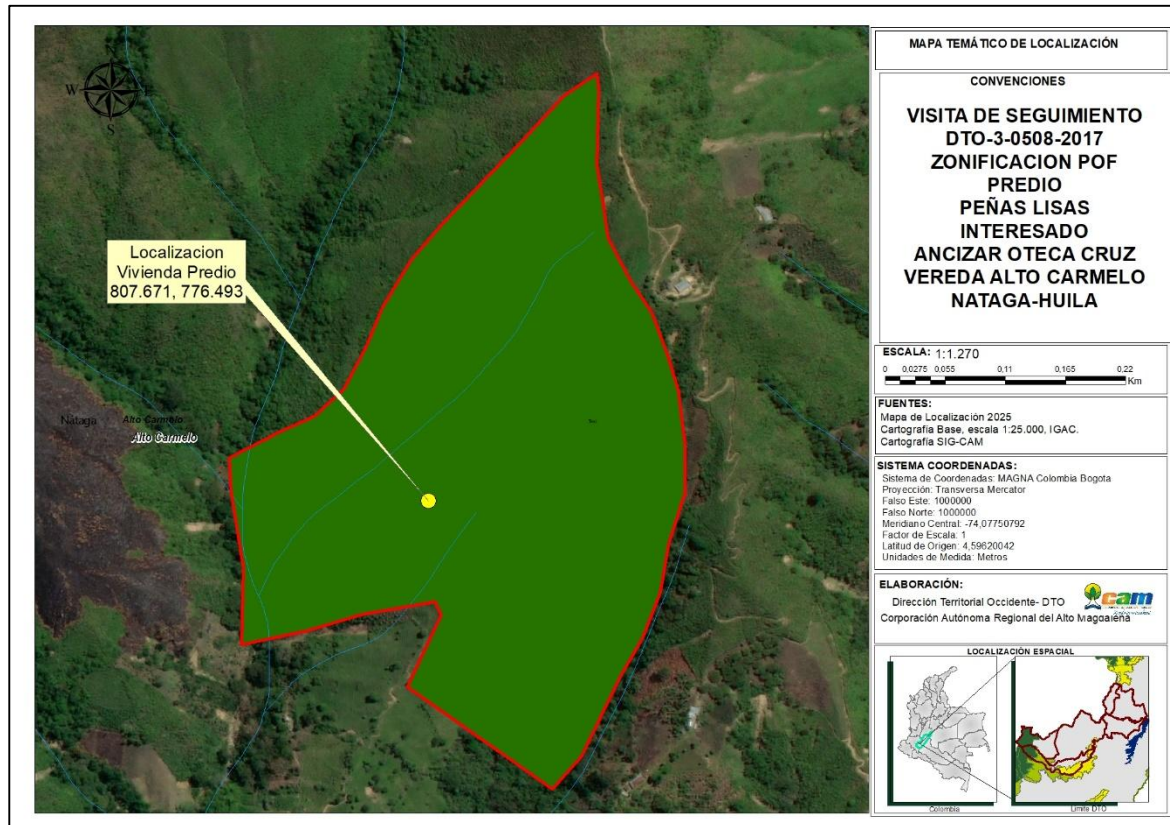 W
S
Localizacion
Vivienda Predio
807.671, 776.493
Nátaga
Alto Carmelo
Alto Carmelo
MAPA TEMÁTICO DE LOCALIZACIÓN
CONVENCIONES
VISITA DE SEGUIMIENTO
DTO-3-0508-2017
ZONIFICACION POF
PREDIO
PEÑAS LISAS
INTERESADO
ANCIZAR OTECA CRUZ
VEREDA ALTO CARMELO
NATAGA-HUILA
ESCALA: 1:1.270
0 0,0275 0,055 0,11 0,165 0,22
Km
FUENTES:
Mapa de Localización 2025
Cartografía Base, escala 1:25.000, IGAC.
Cartografía SIG-CAM
SISTEMA COORDENADAS:
Sistema de Coordenadas: MAGNA Colombia Bogota
Proyección: Transversa Mercator
Falso Este: 1000000
Falso Norte: 1000000
Meridiano Central: -74,07750792
Factor de Escala: 1
Latitud de Origen: 4,59620042
Unidades de Medida: Metros
ELABORACIÓN:
Dirección Territorial Occidente- DTO
cam
Corporación Autónoma Regional del Alto Magdalena
LOCALIZACIÓN ESPACIAL
Colombia
Limite DTO